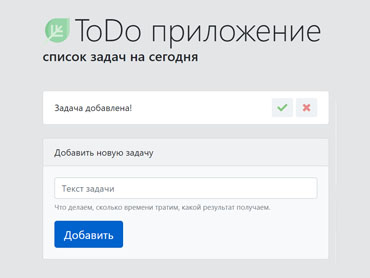 ToDo приложение
список задач на сегодня
Задача добавлена!
Добавить новую задачу
Текст задачи
Что делаем, сколько времени тратим, какой результат получаем.
Добавить